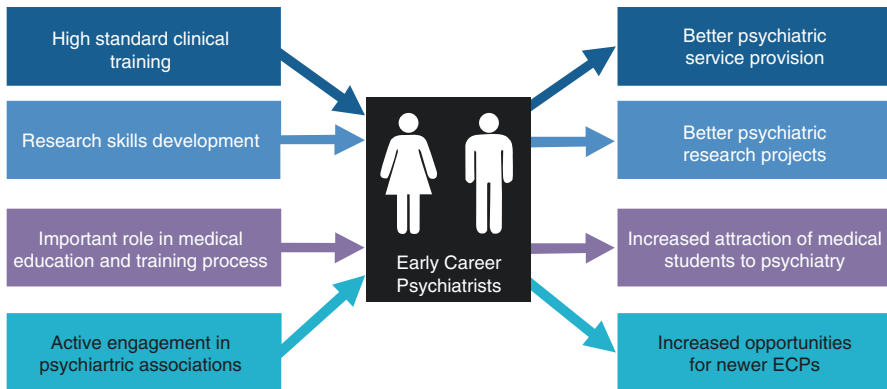 High standard clinical
training
Research skills development
Important role in medical
education and training process
Active engagement in
psychiartric associations
Early Career
Psychiatrists
Better psychiatric
service provision
Better psychiatric
research projects
Increased attraction of medical
students to psychiatry
Increased opportunities
for newer ECPs